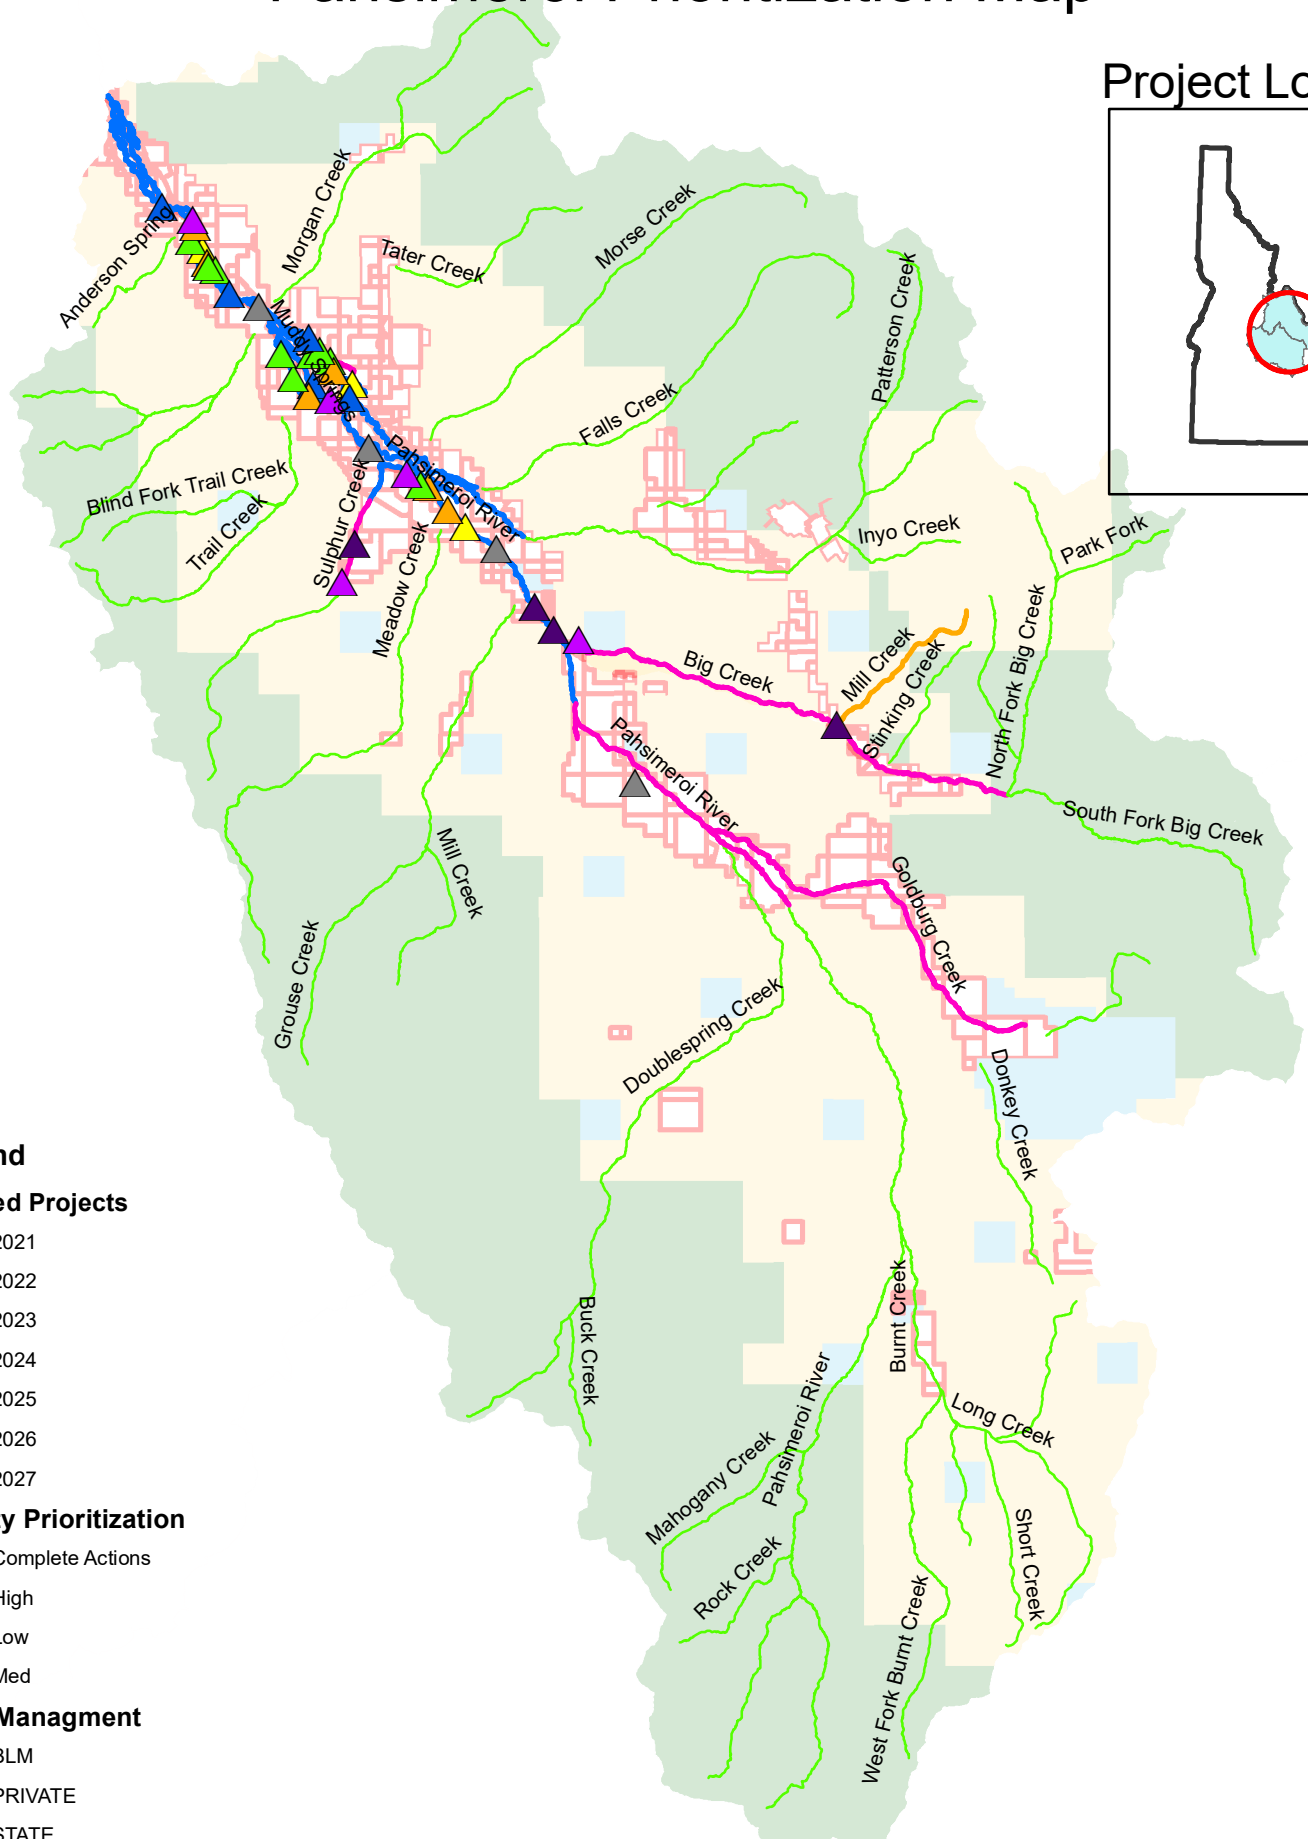 Pahsimeroi Prioritization Map
Project Lo
Morgan Creek
Anderson Spring
Tater Creek
Morse Creek
Patterson Creek
Muddy Springs
Falls Creek
Blind Fork Trail Creek
Trail Creek
Sulphur Creek
Pahsimeroi River
Meadow Creek
Inyo Creek
Park Fork
Big Creek
Mill Creek
Stinking Creek
North Fork Big Creek
Pahsimeroi River
South Fork Big Creek
Mill Creek
Goldburg Creek
Grouse Creek
Doublespring Creek
Donkey Creek
nd
ed Projects
2021
2022
2023
2024
2025
2026
2027
y Prioritization
Complete Actions
High
Low
Med
Managment
BLM
PRIVATE
STATE
Buck Creek
Burnt Creek
Pahsimeroi River
Long Creek
Mahogany Creek
Rock Creek
Short Creek
West Fork Burnt Creek